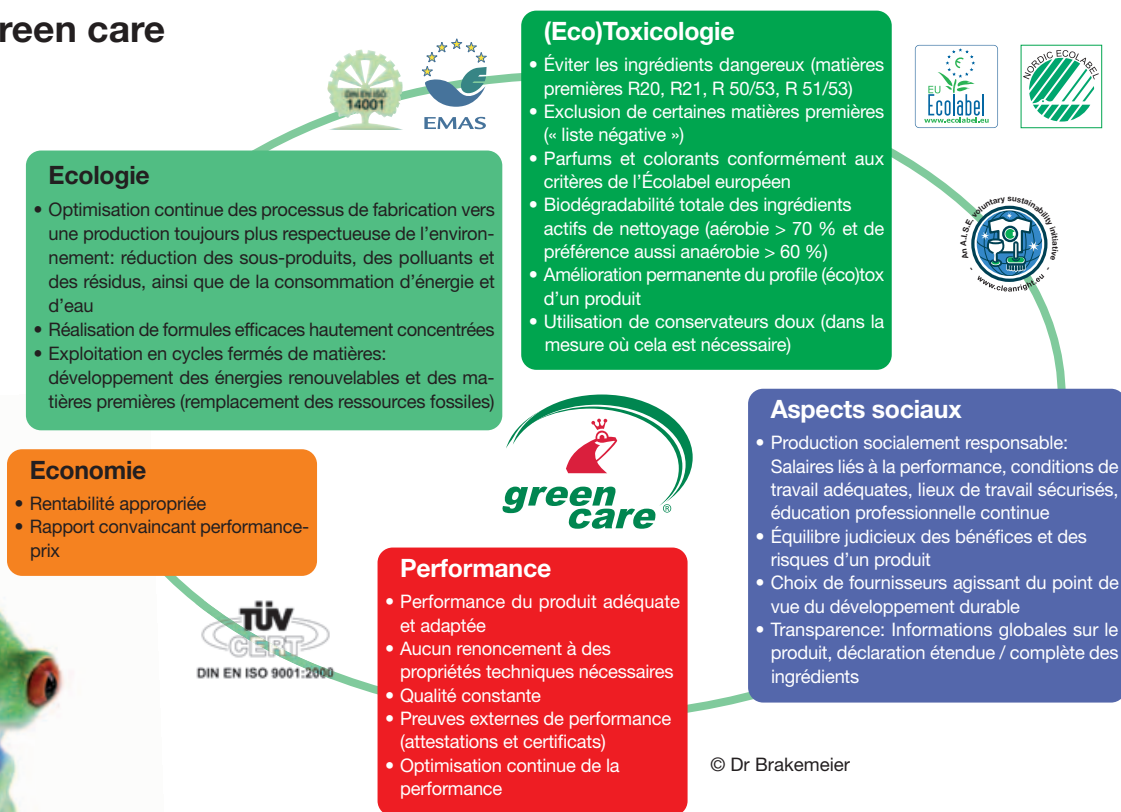 reen care
DIN EN ISO
14001
EMAS
Ecologie
• Optimisation continue des processus de fabrication vers
une production toujours plus respectueuse de l'environ-
nement: réduction des sous-produits, des polluants et
des résidus, ainsi que de la consommation d'énergie et
d'eau
• Réalisation de formules efficaces hautement concentrées
• Exploitation en cycles fermés de matières:
développement des énergies renouvelables et des ma-
tières premières (remplacement des ressources fossiles)
(Eco)Toxicologie
• Éviter les ingrédients dangereux (matières
premières R20, R21, R 50/53, R 51/53)
• Exclusion de certaines matières premières
(« liste négative »)
• Parfums et colorants conformément aux
critères de l'Écolabel européen
• Biodégradabilité totale des ingrédients
actifs de nettoyage (aérobie > 70 % et de
préférence aussi anaérobie > 60 %)
• Amélioration permanente du profile (éco)tox
d'un produit
• Utilisation de conservateurs doux (dans la
mesure où cela est nécessaire)
EU
Ecolabel
www.ecolabel.eu
NORDIC ECOLABEL
An A.I.S.E. voluntary sustainability initiative
- www.cleanright.eu -
Economie
• Rentabilité appropriée
• Rapport convaincant performance-
prix
green
care ®
Aspects sociaux
• Production socialement responsable:
Salaires liés à la performance, conditions de
travail adéquates, lieux de travail sécurisés,
éducation professionnelle continue
• Équilibre judicieux des bénéfices et des
risques d'un produit
• Choix de fournisseurs agissant du point de
vue du développement durable
• Transparence: Informations globales sur le
produit, déclaration étendue / complète des
ingrédients
TÜV
CERT
DIN EN ISO 9001:2000
Performance
• Performance du produit adéquate
et adaptée
• Aucun renoncement à des
propriétés techniques nécessaires
• Qualité constante
• Preuves externes de performance
(attestations et certificats)
• Optimisation continue de la
performance
© Dr Brakemeier